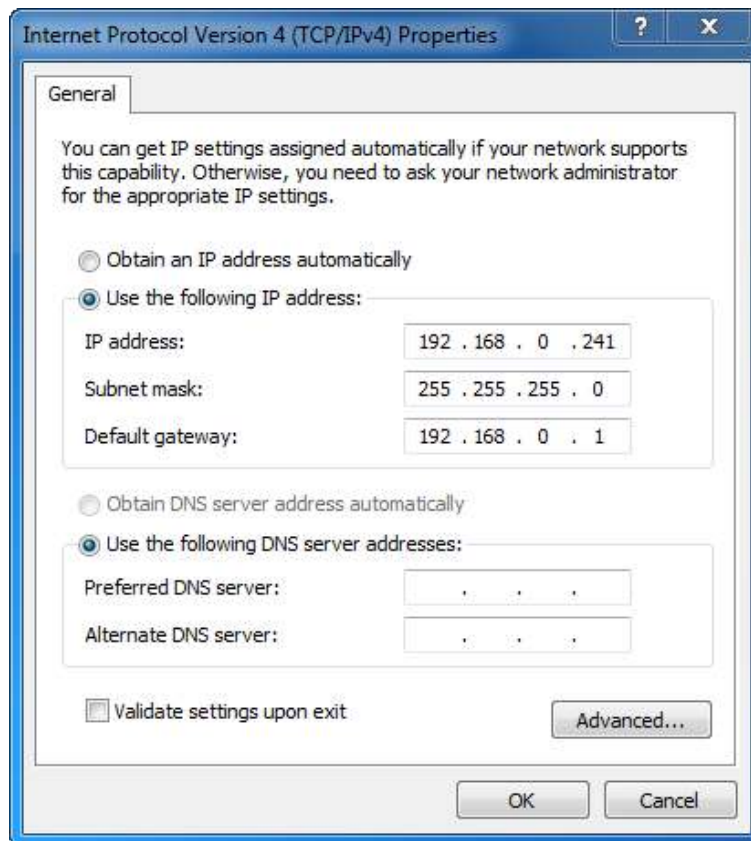 Internet Protocol Version 4 (TCP/IPv4) Properties
? X
General
You can get IP settings assigned automatically if your network supports
this capability. Otherwise, you need to ask your network administrator
for the appropriate IP settings.
Obtain an IP address automatically
Use the following IP address:
IP address: 192 . 168 . 0 . 241
Subnet mask: 255 . 255 . 255 . 0
Default gateway: 192 . 168 . 0 . 1
Obtain DNS server address automatically
Use the following DNS server addresses:
Preferred DNS server: . . .
Alternate DNS server: . . .
Validate settings upon exit
Advanced...
OK Cancel